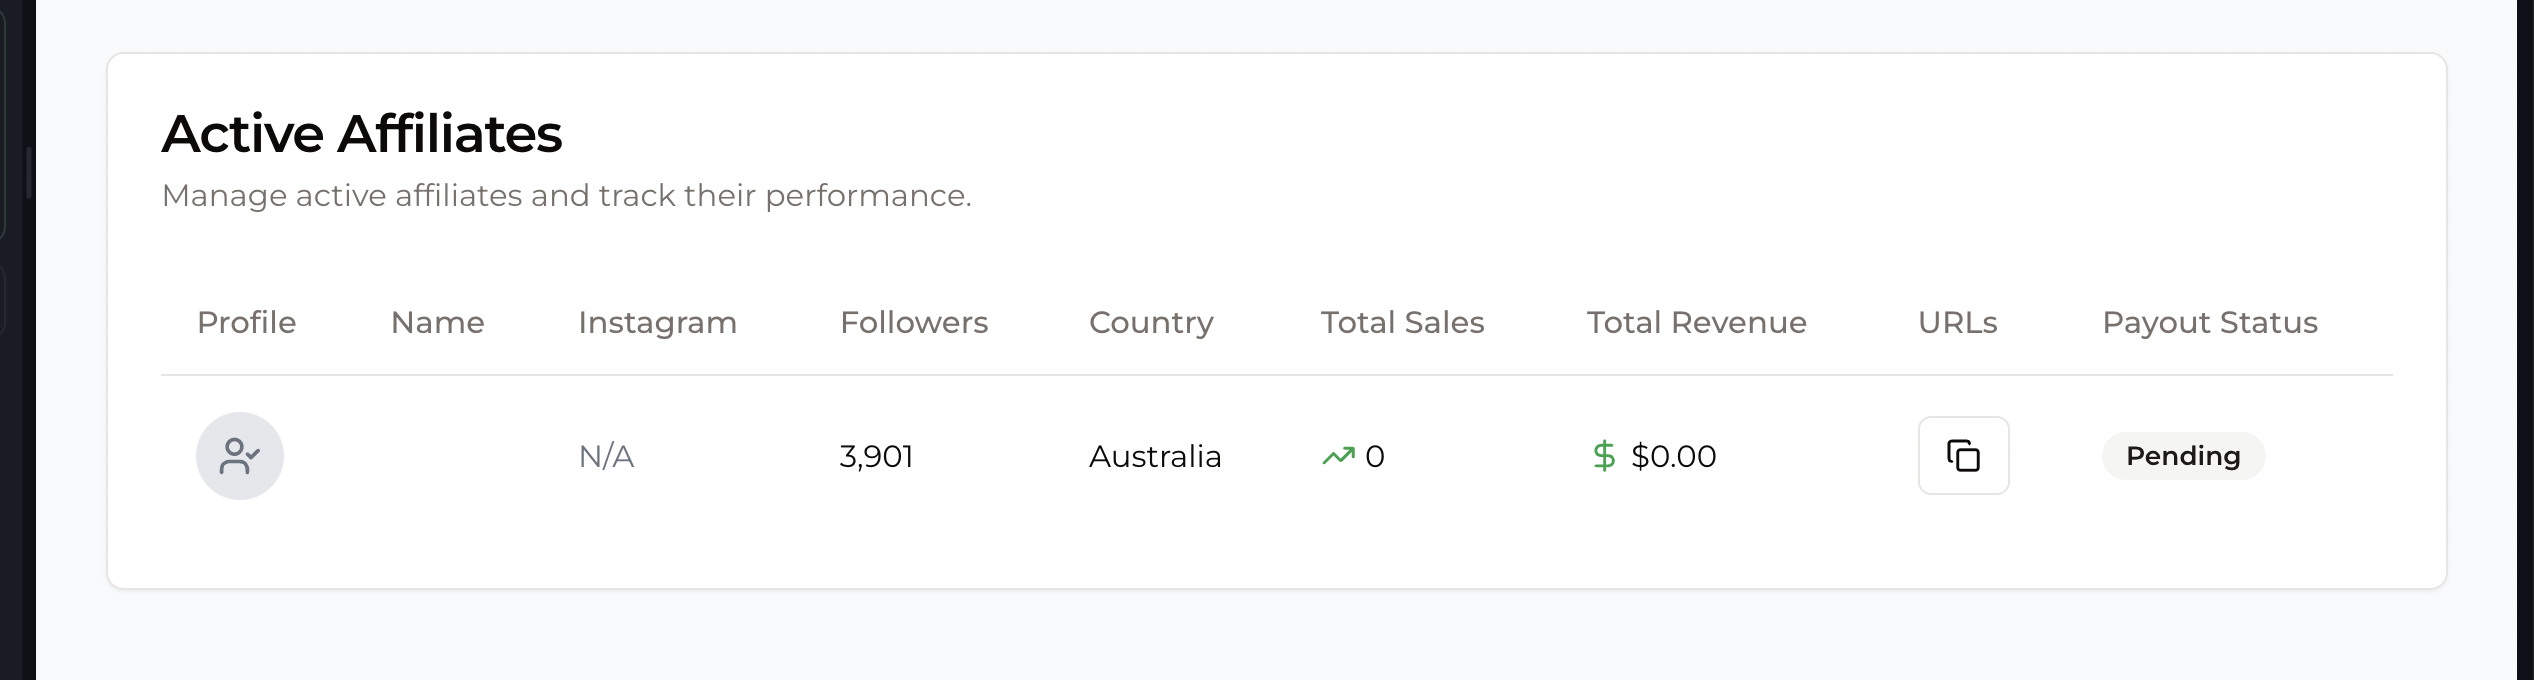 Active Affiliates
Manage active affiliates and track their performance.
Profile Name Instagram Followers Country Total Sales Total Revenue URLs Payout Status
N/A 3,901 Australia 0 $ $0.00 Pending